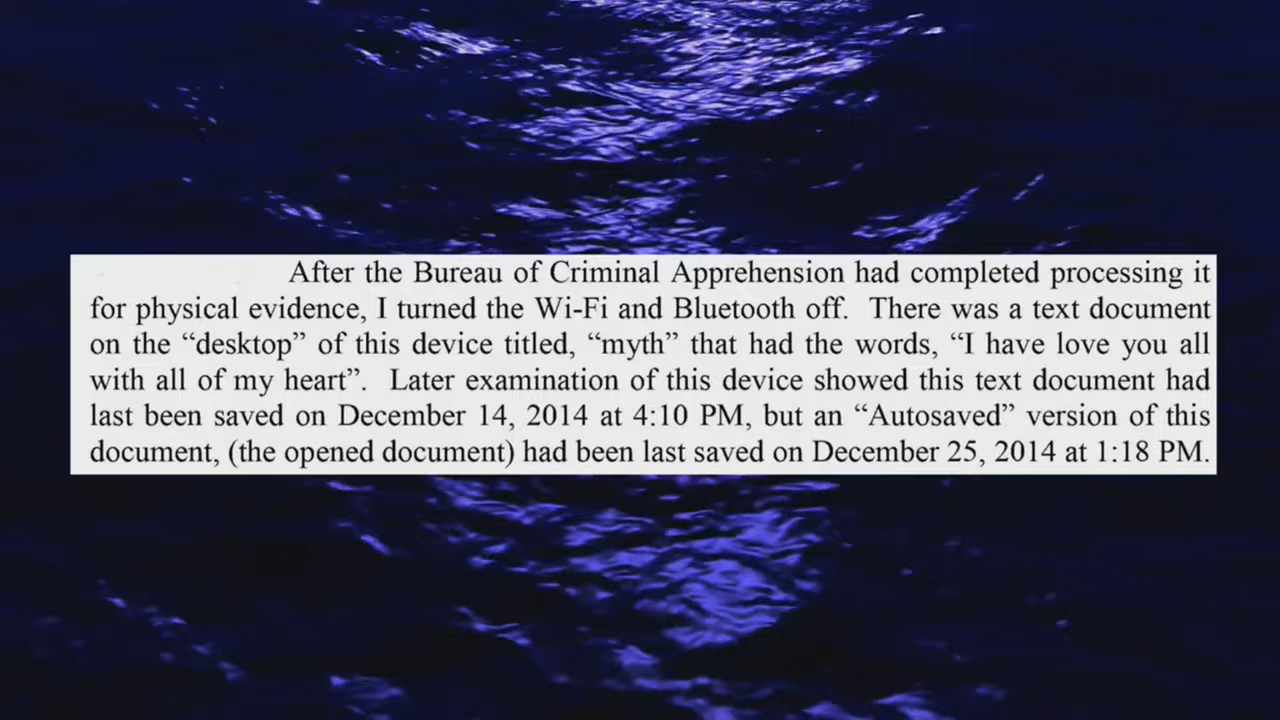 After the Bureau of Criminal Apprehension had completed processing it
for physical evidence, I turned the Wi-Fi and Bluetooth off.  There was a text document
on the “desktop” of this device titled, “myth” that had the words, “I have love you all
with all of my heart”.  Later examination of this device showed this text document had
last been saved on December 14, 2014 at 4:10 PM, but an “Autosaved” version of this
document, (the opened document) had been last saved on December 25, 2014 at 1:18 PM.